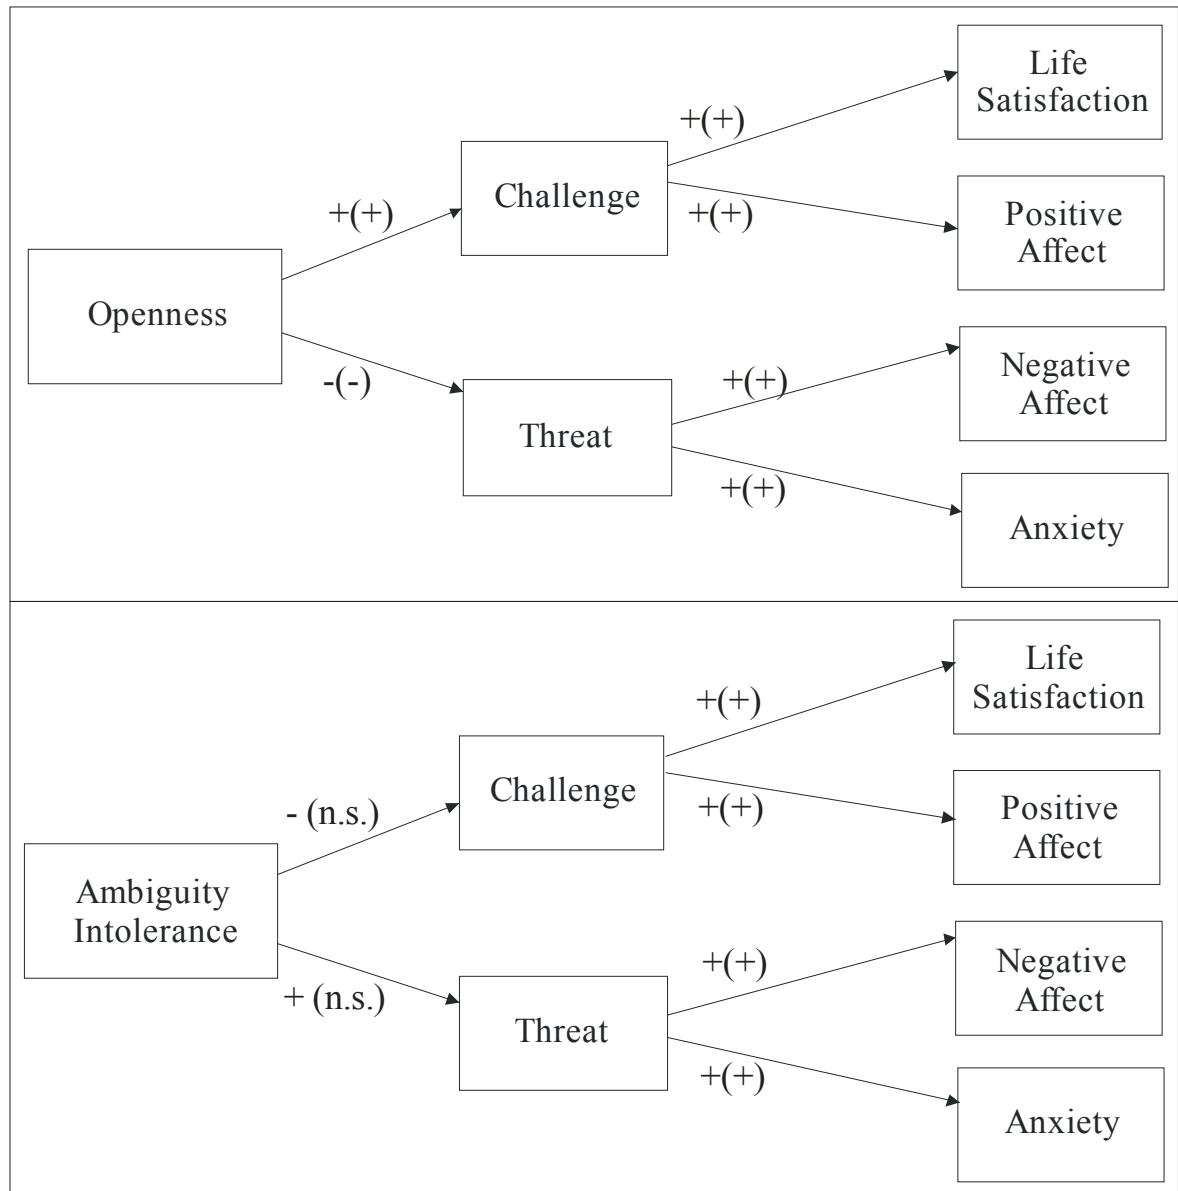 Life
Satisfaction
+(+)
Challenge
+(+)
+(+)
Positive
Affect
Openness
-(-)
Negative
Affect
+(+)
Threat
+(+)
Anxiety
Life
Satisfaction
+(+)
Challenge
- (n.s.)
+(+)
Positive
Affect
Ambiguity
Intolerance
+ (n.s.)
Negative
Affect
+(+)
Threat
+(+)
Anxiety